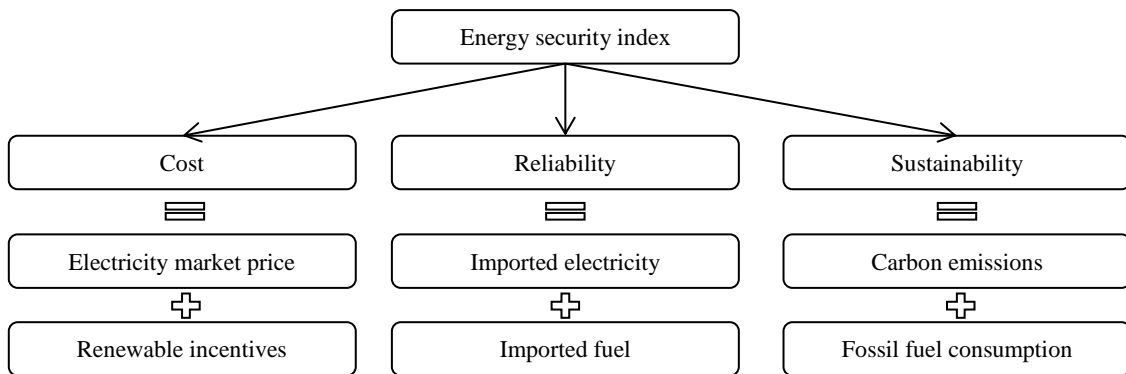 Energy security index
Cost
Reliability
Sustainability
Electricity market price
Imported electricity
Carbon emissions
Renewable incentives
Imported fuel
Fossil fuel consumption